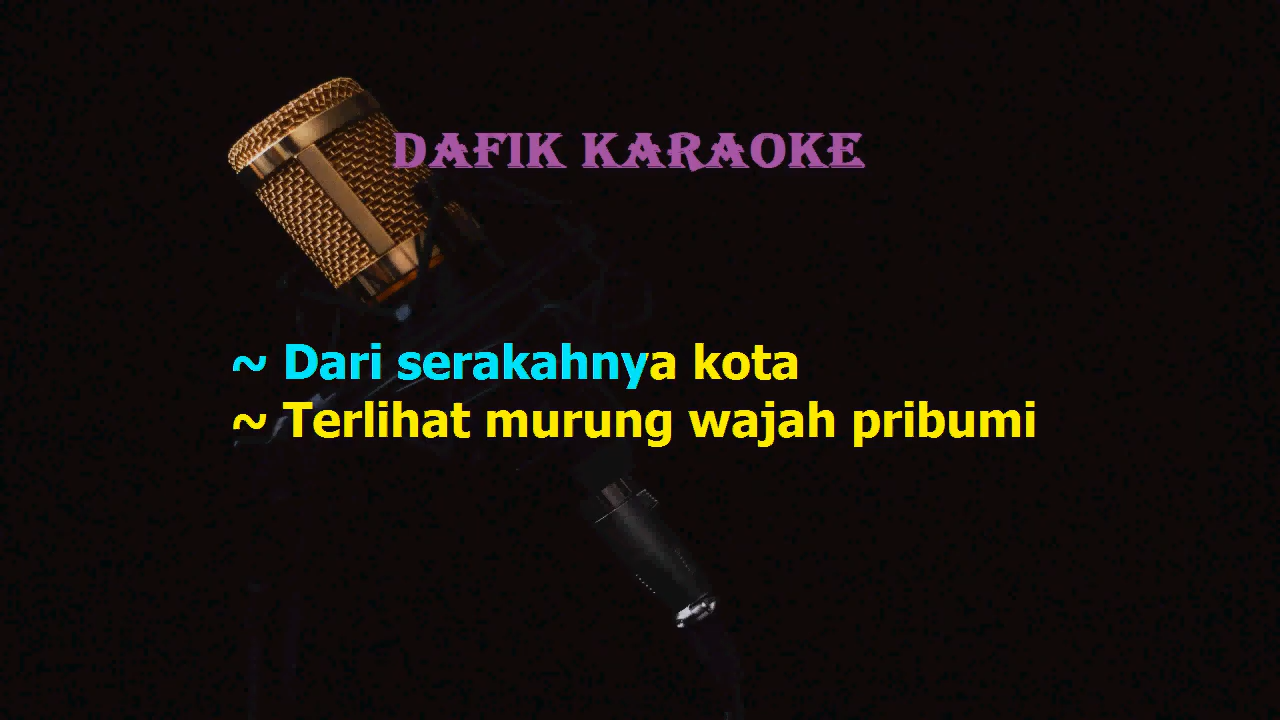 DAFIK KARAOKE
~ Dari serakahnya kota
~ Terlihat murung wajah pribumi